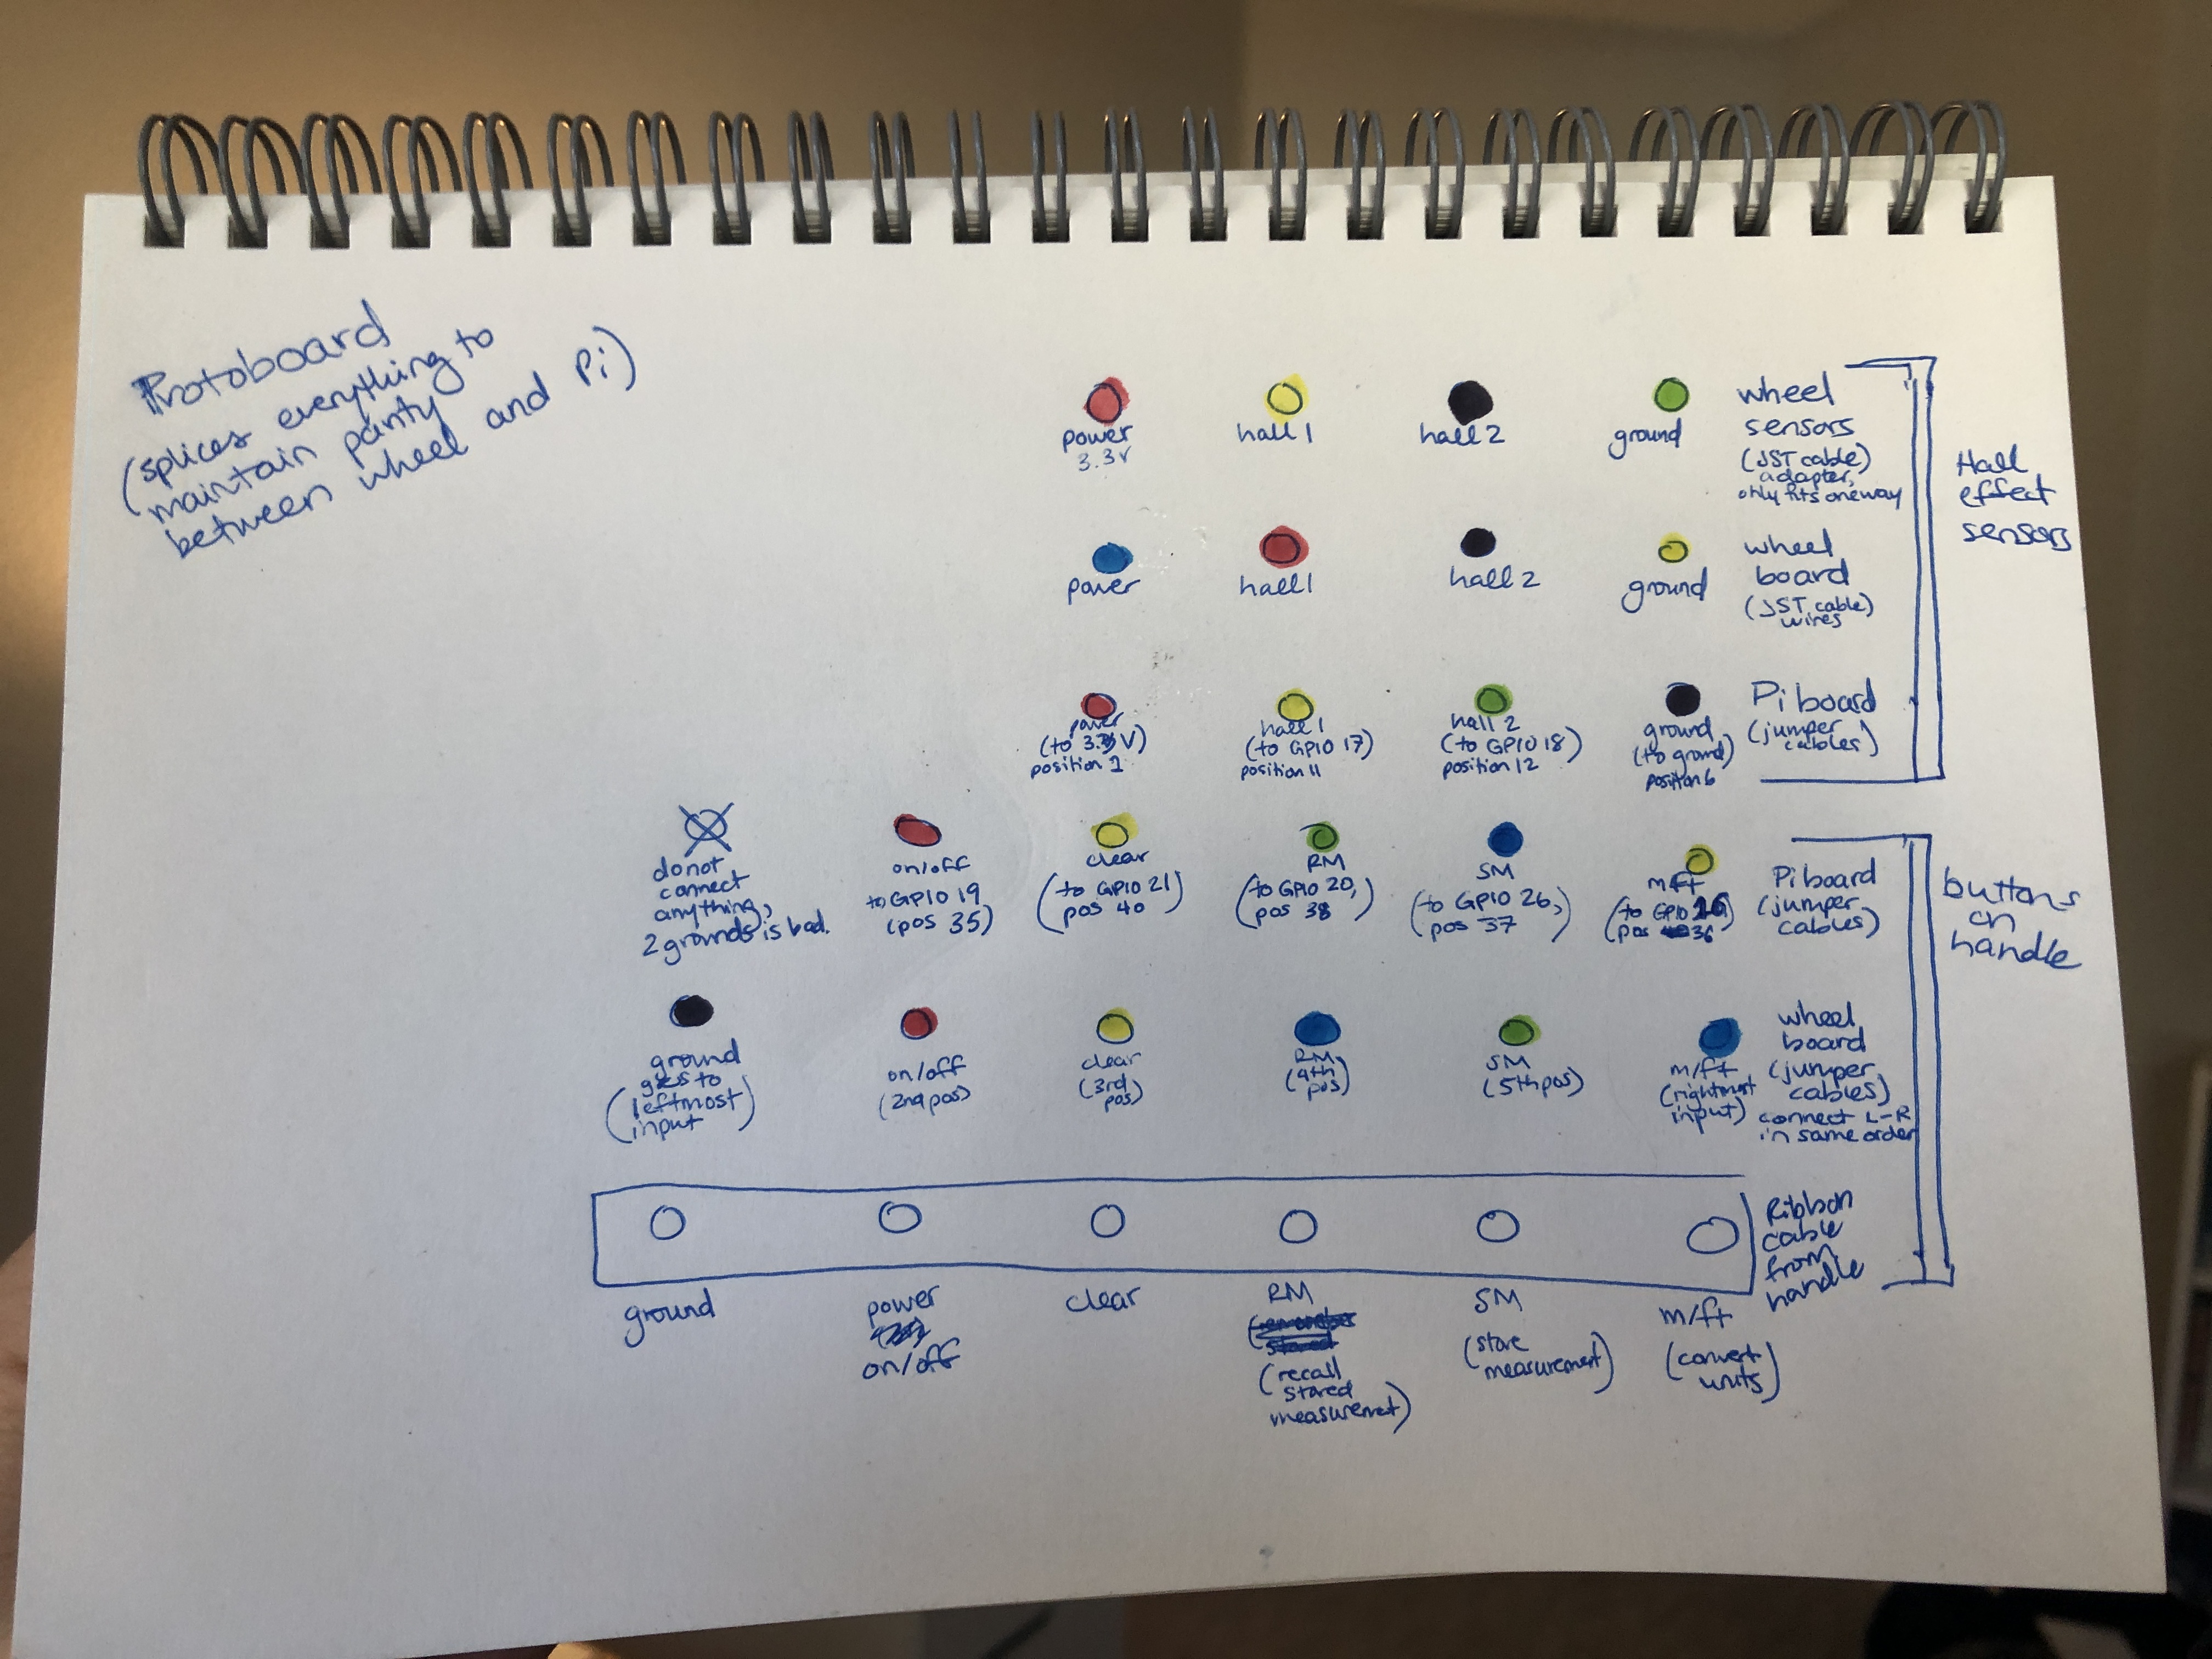 Protoboard
(splices everything to
maintain parity
between wheel and Pi)
power
3.3v
hall 1
hall 2
ground
wheel
sensors
(JST cable)
adapter,
only fits one way
Hall
effect
sensors
power
hall 1
hall 2
ground
wheel
board
(JST cable)
wires
power
(to 3.3V)
position 1
hall 1
(to GPIO 17)
position 11
hall 2
(to GPIO 18)
position 12
ground
(to ground)
position 6
Pi board
(jumper
cables)
do not
connect
anything,
2 grounds is bad.
on/off
to GPIO 19
(pos 35)
clear
(to GPIO 21)
pos 40
RM
(to GPIO 20,
pos 38)
SM
(to GPIO 26,
pos 37)
m/ft
(to GPIO 16)
pos 36
Pi board
(jumper
cables)
buttons
on
handle
ground
goes to
(leftmost
input)
on/off
(2nd pos)
clear
(3rd
pos)
RM
(4th
pos)
SM
(5th pos)
m/ft
(rightmost
input)
wheel
board
(jumper
cables)
connect L-R
in same order
Ribbon
cable
from
handle
ground
power
on/off
clear
RM
(recall
stored
measuremet)
SM
(store
measurement)
m/ft
(convert
units)